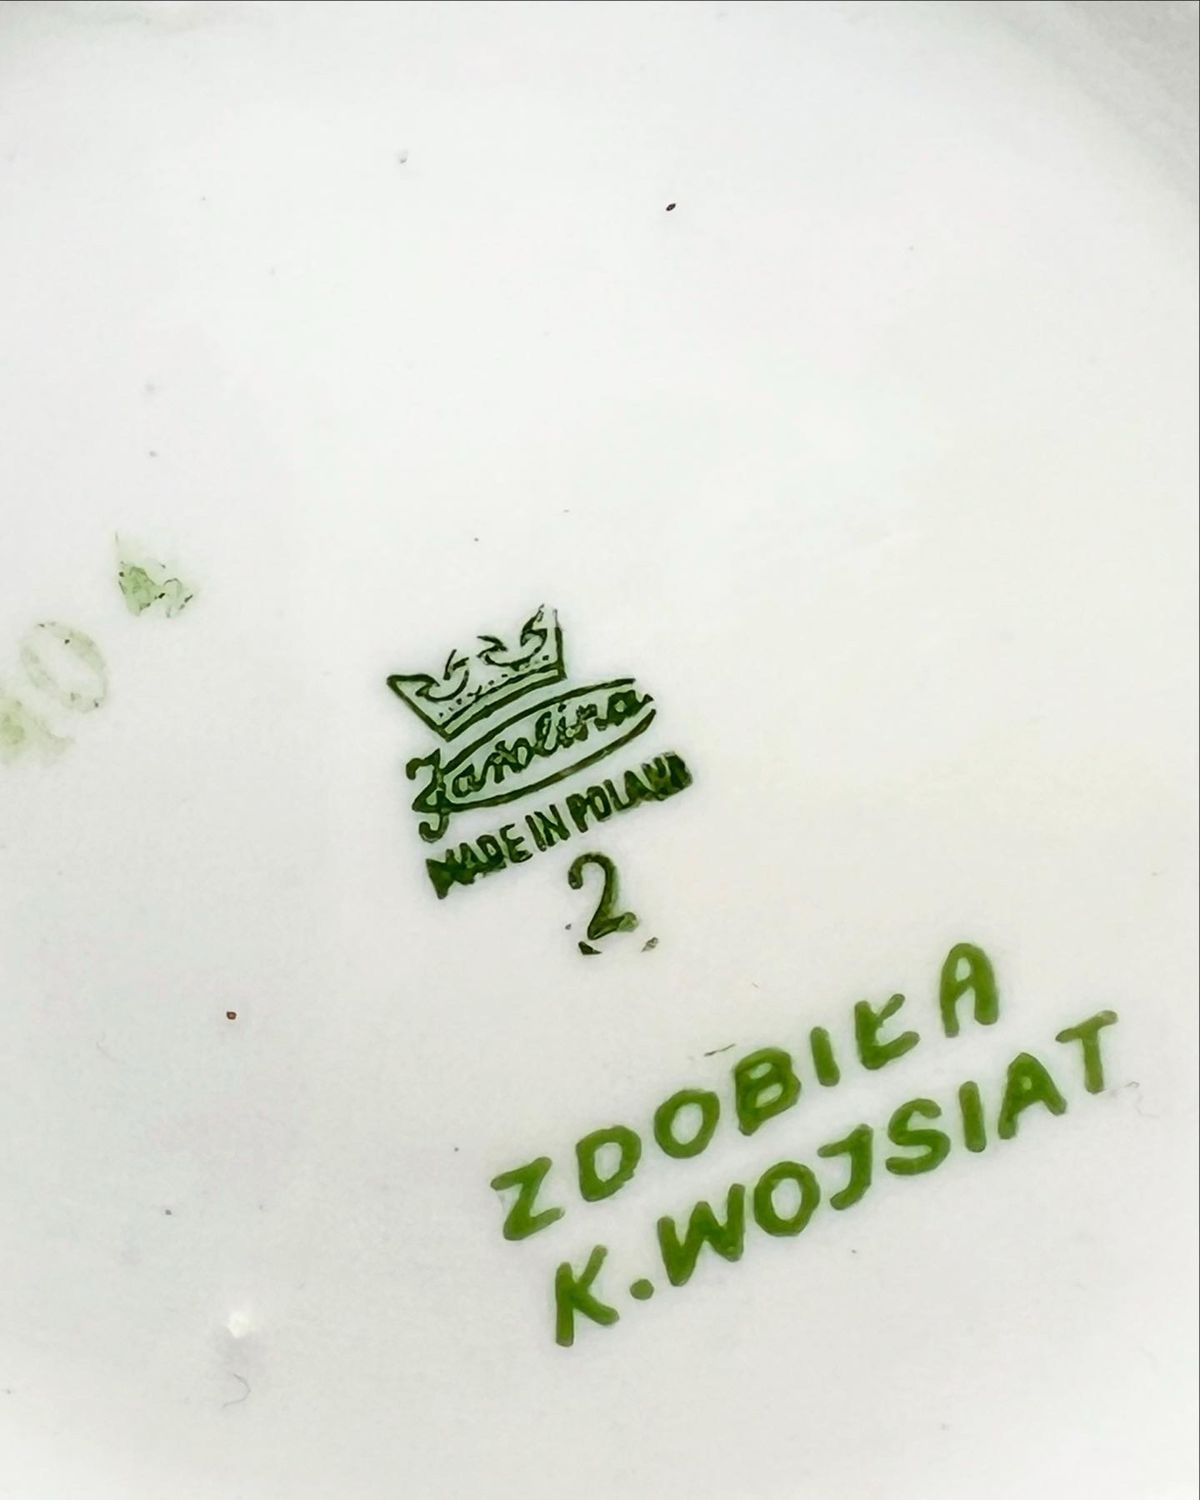 Karolina
MADE IN POLAND
2
ZDOBIŁA
K.WOJSIAT